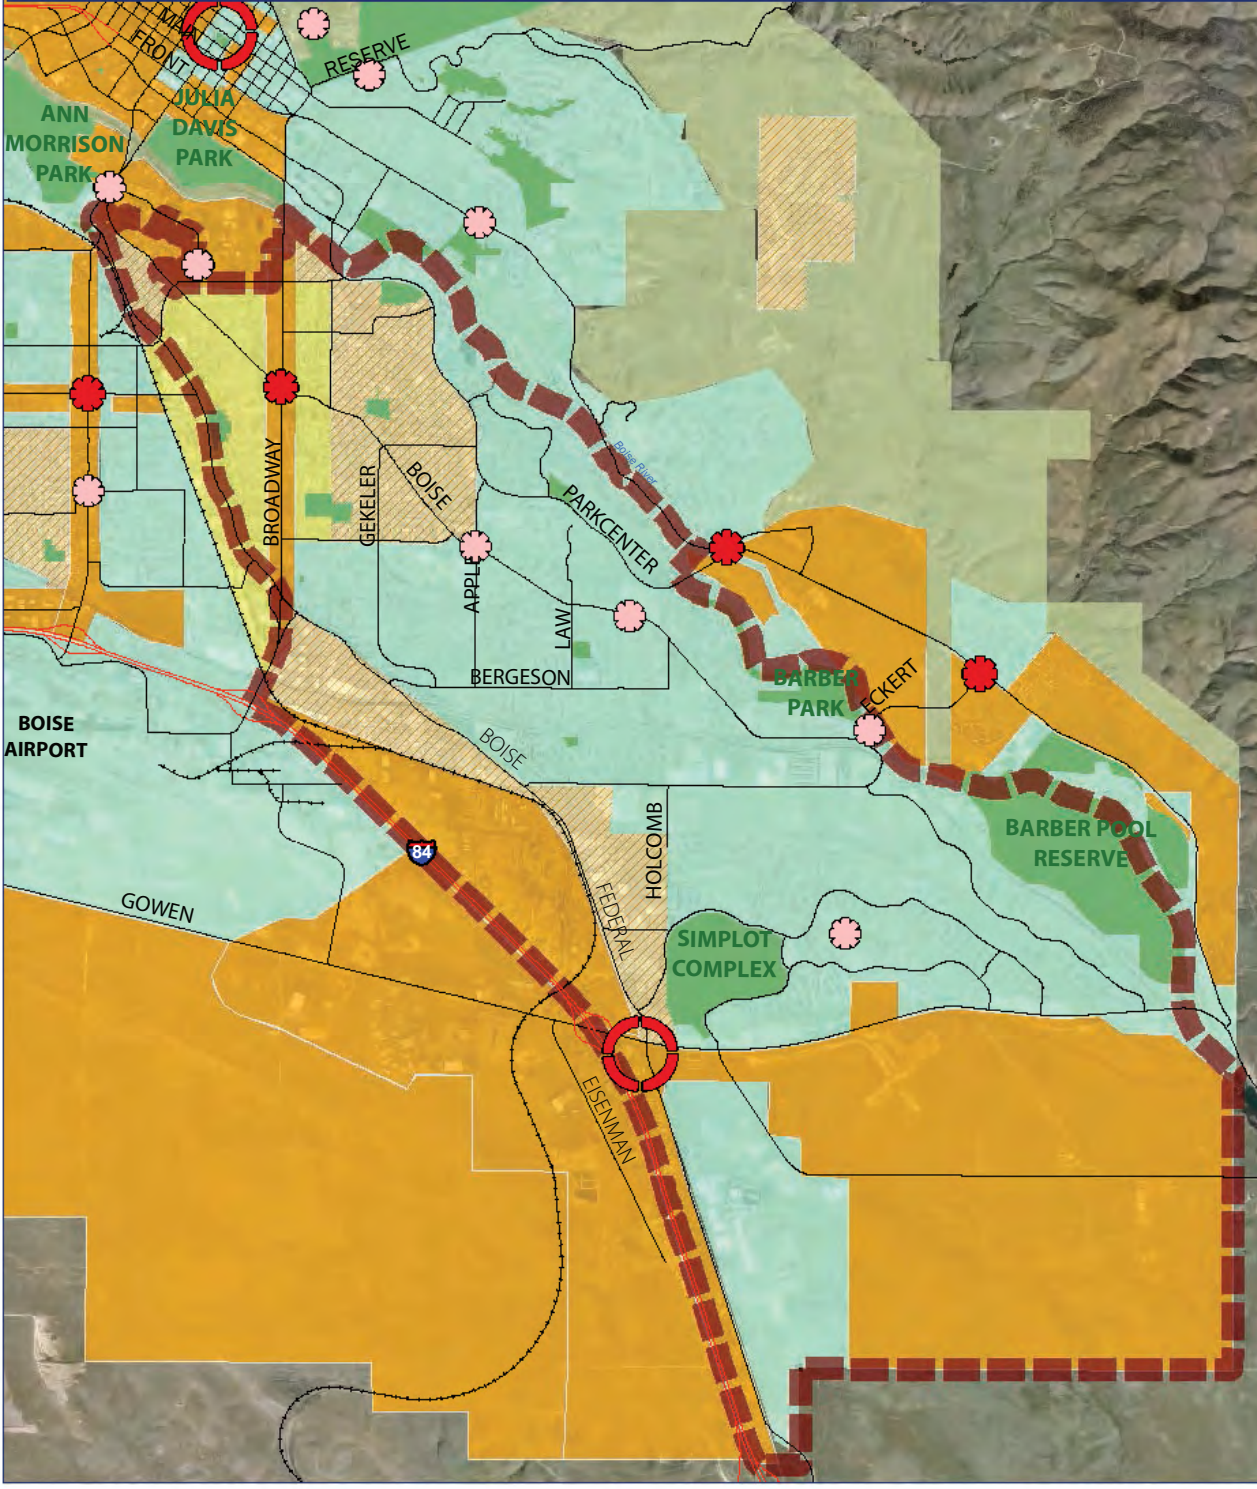 MAIN
FRONT
RESERVE
ANN
MORRISON
PARK
JULIA
DAVIS
PARK
BROADWAY
GEKELER
BOISE
APPLE
Boise River
PARKCENTER
LAW
BERGESON
BARBER
PARK
ECKERT
BOISE
AIRPORT
BOISE
84
HOLCOMB
BARBER POOL
RESERVE
GOWEN
FEDERAL
SIMPLOT
COMPLEX
EISENMAN